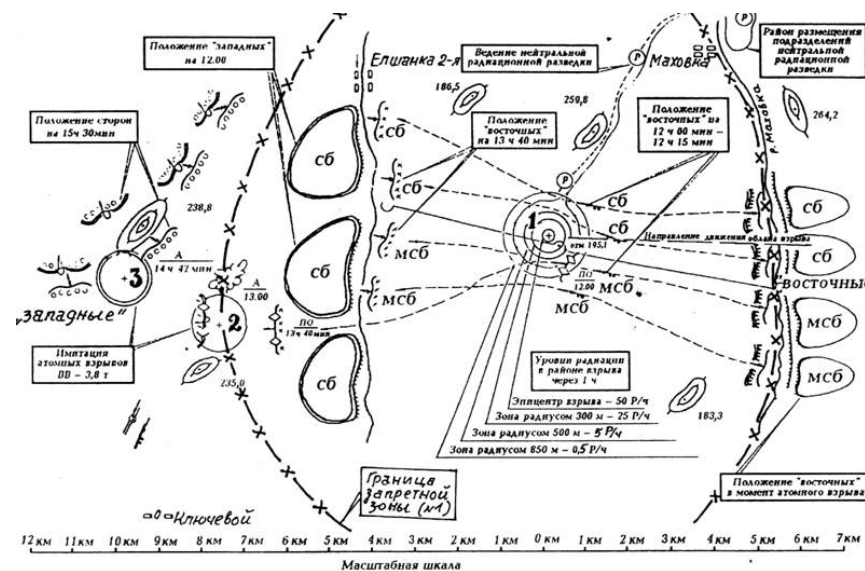 Положение "западных"
на 12.00
Елшанка 2-я
Ведение нейтральной
радиационной разведки
Маховка
Район размещения
подразделений
нейтральной
радиационной
разведки
Положение сторон
на 15ч 30мин
186,5
Положение
"восточных"
на 13 ч 40 мин
259,8
Положение
"восточных" на
12 ч 00 мин –
12 ч 15 мин
р. маховка
264,2
238,8
сб
сб
сб
сб
сб
1
отм 195,1
Направление движения облака взрыва
сб
3
А
14 ч 42 мин
А
13.00
сб
МСб
МСб
ПО
12.00
МСб
МСб
ВОСТОЧНЫЕ
"ЗАПАДНЫЕ"
2
ПО
13 ч 40мин
МСб
МСб
Имитация
атомных взрывов
ВВ – 3,8 т
235,0
сб
Уровни радиации
в районе взрыва
через 1 ч
Эпицентр взрыва – 50 Р/ч
Зона радиусом 300 м – 25 Р/ч
Зона радиусом 500 м – 5 Р/ч
Зона радиусом 850 м – 0,5 Р/ч
183,3
Граница
запретной
зоны (№1)
Положение "восточных"
в момент атомного взрыва
Ключевой
12 км 11 км 10 км 9 км 8 км 7 км 6 км 5 км 4 км 3 км 2 км 1 км 0 км 1 км 2 км 3 км 4 км 5 км 6 км 7км
Масштабная шкала